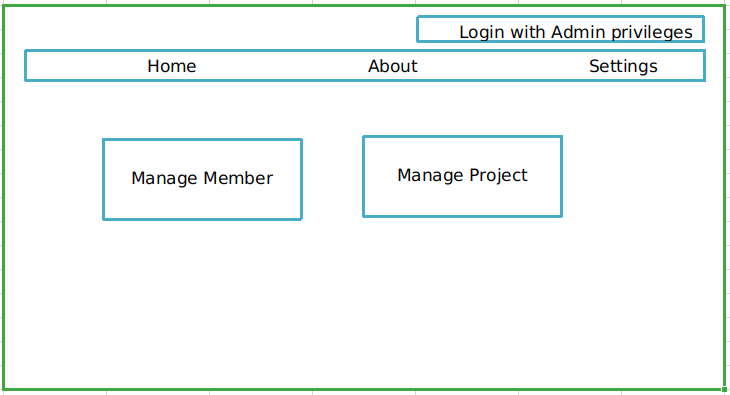 Login with Admin privileges
Home About Settings
Manage Member Manage Project